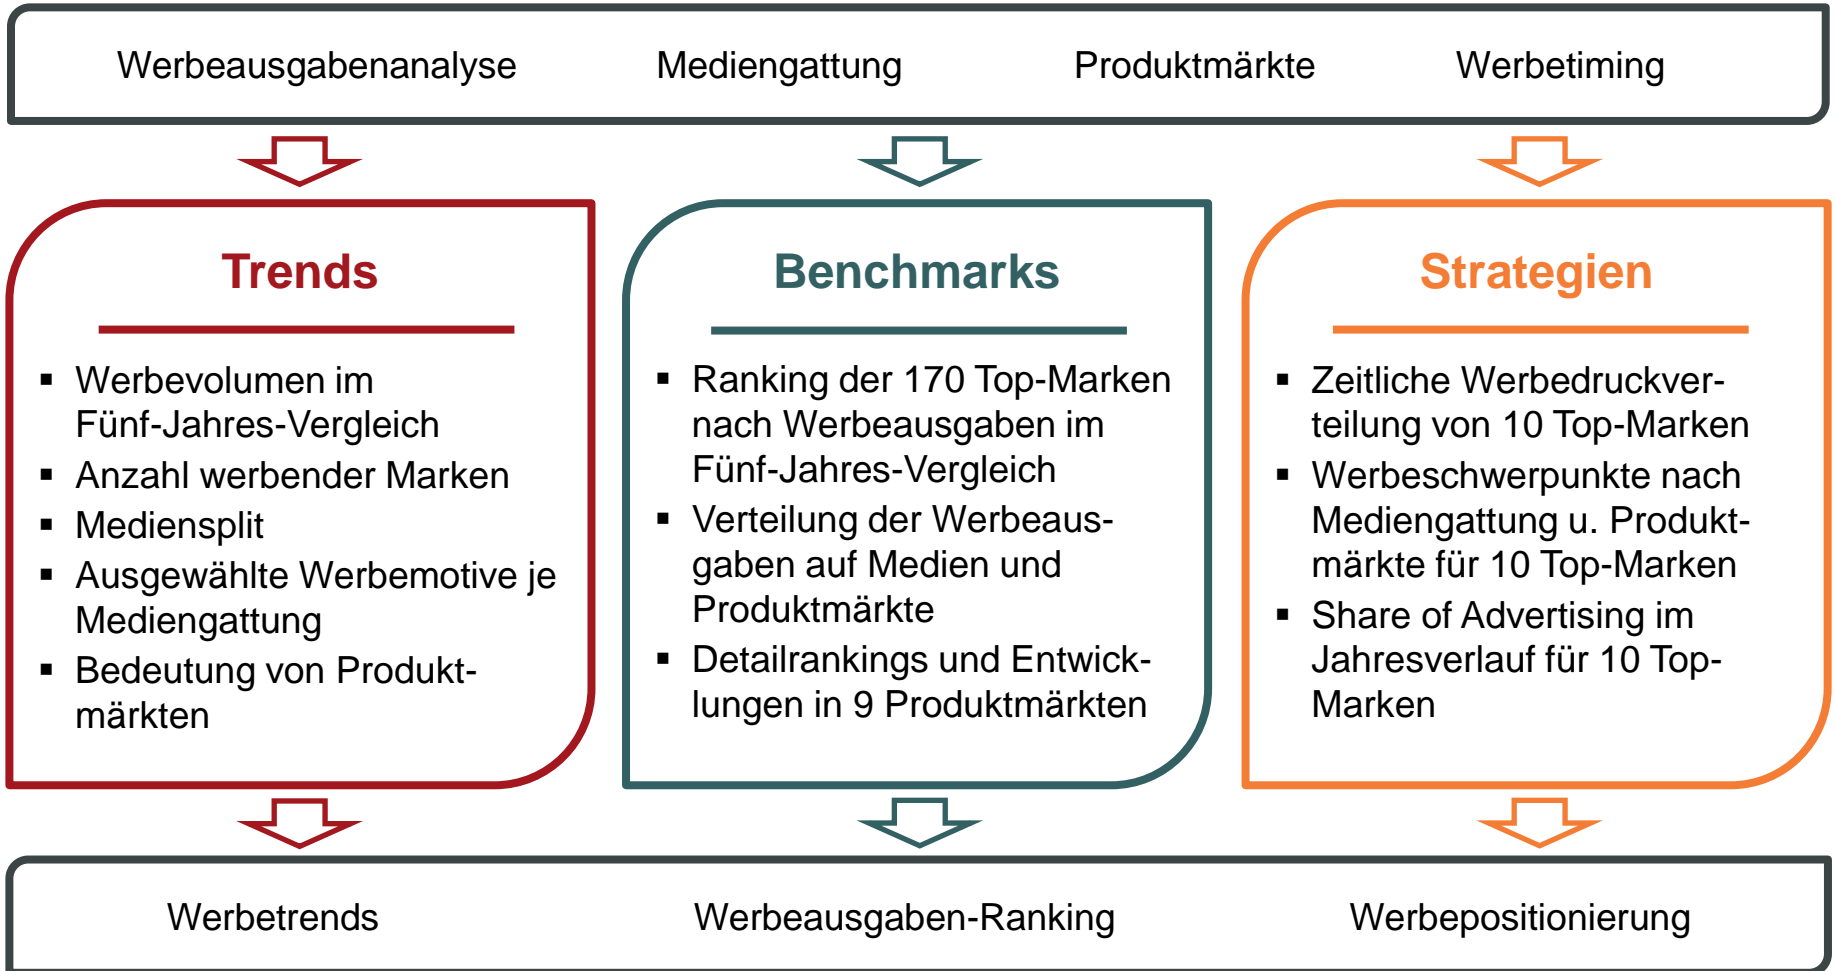 Werbeausgabenanalyse Mediengattung Produktmärkte Werbetiming
Trends
▪ Werbevolumen im
Fünf-Jahres-Vergleich
▪ Anzahl werbender Marken
▪ Mediensplit
▪ Ausgewählte Werbemotive je
Mediengattung
▪ Bedeutung von Produkt-
märkten
Benchmarks
▪ Ranking der 170 Top-Marken
nach Werbeausgaben im
Fünf-Jahres-Vergleich
▪ Verteilung der Werbeaus-
gaben auf Medien und
Produktmärkte
▪ Detailrankings und Entwick-
lungen in 9 Produktmärkten
Strategien
▪ Zeitliche Werbedruckver-
teilung von 10 Top-Marken
▪ Werbeschwerpunkte nach
Mediengattung u. Produkt-
märkte für 10 Top-Marken
▪ Share of Advertising im
Jahresverlauf für 10 Top-
Marken
Werbetrends Werbeausgaben-Ranking Werbepositionierung